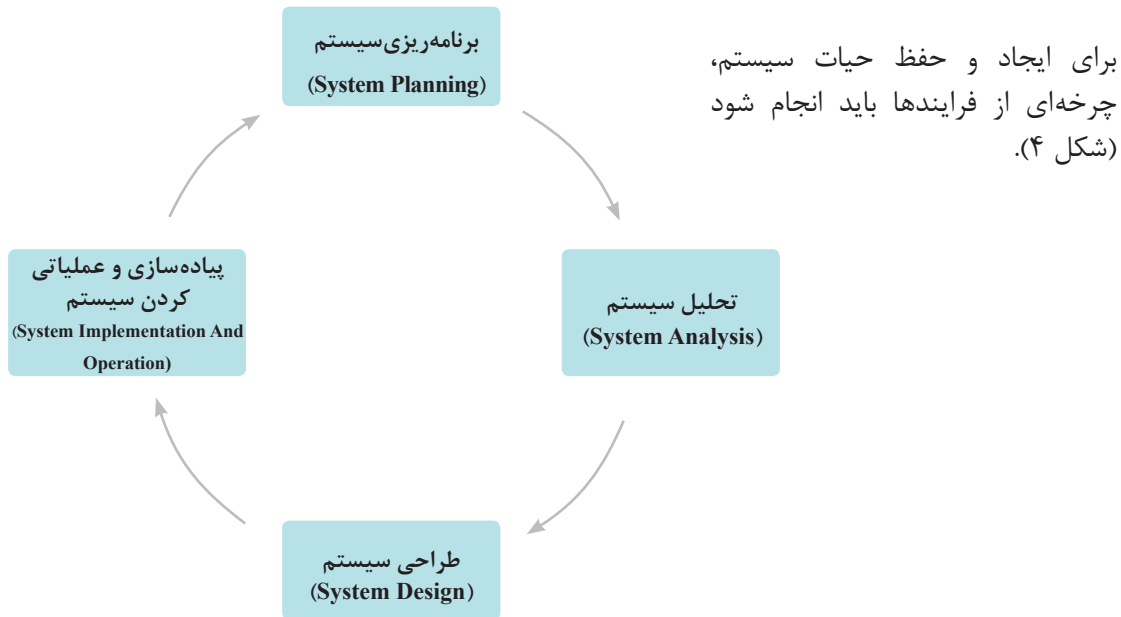 برای ایجاد و حفظ حیات سیستم،
چرخه‌ای از فرایندها باید انجام شود
(شکل ۴).
برنامه‌ریزی‌سیستم
(System Planning)
تحلیل سیستم
(System Analysis)
طراحی سیستم
(System Design)
پیاده‌سازی و عملیاتی
کردن سیستم
(System Implementation And
Operation)